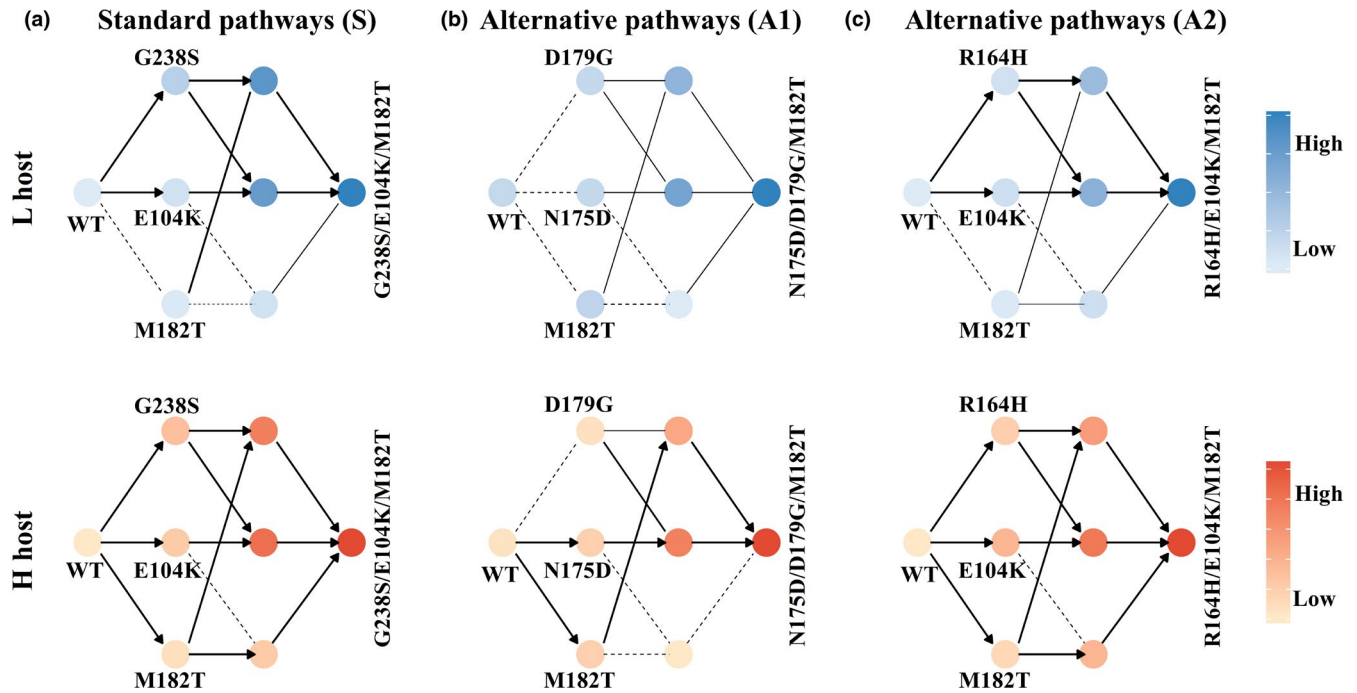 (a) Standard pathways (S)
(b) Alternative pathways (A1)
(c) Alternative pathways (A2)
L host
G238S
WT
E104K
M182T
G238S/E104K/M182T
D179G
WT
N175D
M182T
N175D/D179G/M182T
R164H
WT
E104K
M182T
R164H/E104K/M182T
High
Low
H host
G238S
WT
E104K
M182T
G238S/E104K/M182T
D179G
WT
N175D
M182T
N175D/D179G/M182T
R164H
WT
E104K
M182T
R164H/E104K/M182T
High
Low